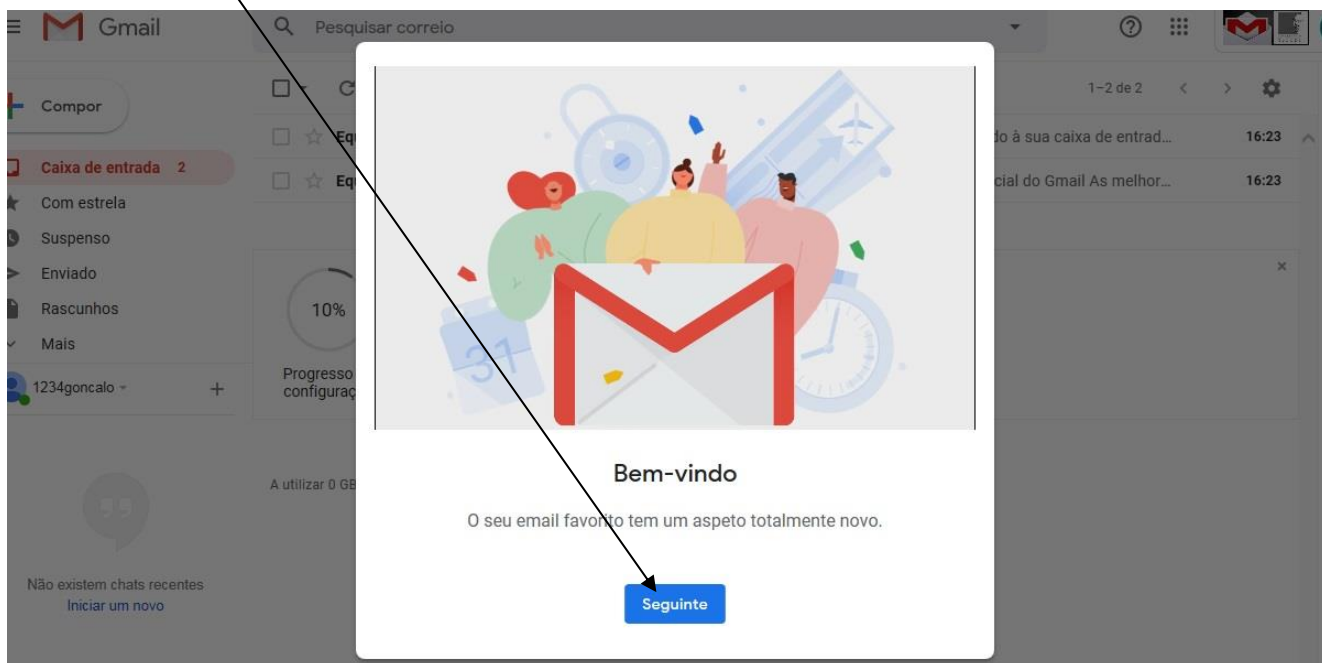 Gmail
Pesquisar correio
Compor
1–2 de 2
Equ
do à sua caixa de entrad...
16:23
Caixa de entrada 2
Eq
cial do Gmail As melhor...
16:23
Com estrela
Suspenso
Enviado
10%
Rascunhos
31
Mais
Progresso
configuraç
1234goncalo
Bem-vindo
A utilizar 0 GB
O seu email favorito tem um aspeto totalmente novo.
Não existem chats recentes
Iniciar um novo
Seguinte